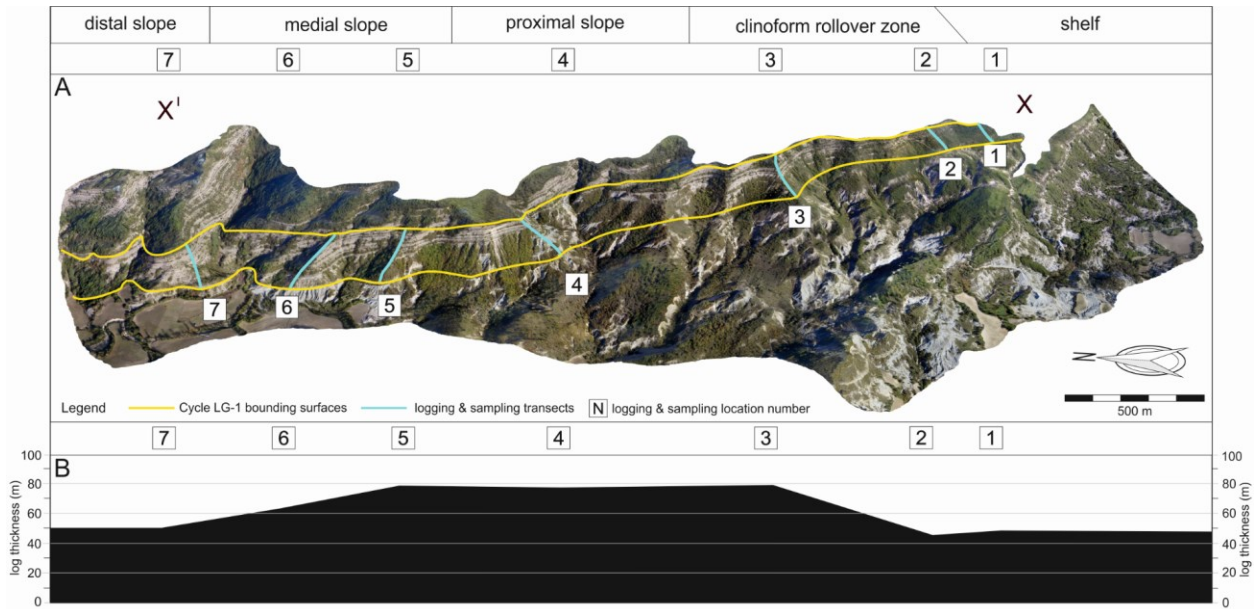 distal slope medial slope proximal slope clinoform rollover zone shelf
7 6 5 4 3 2 1
A
X' X
1
2
3
4
7 6 5
N
Legend Cycle LG-1 bounding surfaces logging & sampling transects N logging & sampling location number
500 m
7 6 5 4 3 2 1
B
log thickness (m)
100 100
80 80
60 60
40 40
20 20
0 0
log thickness (m)